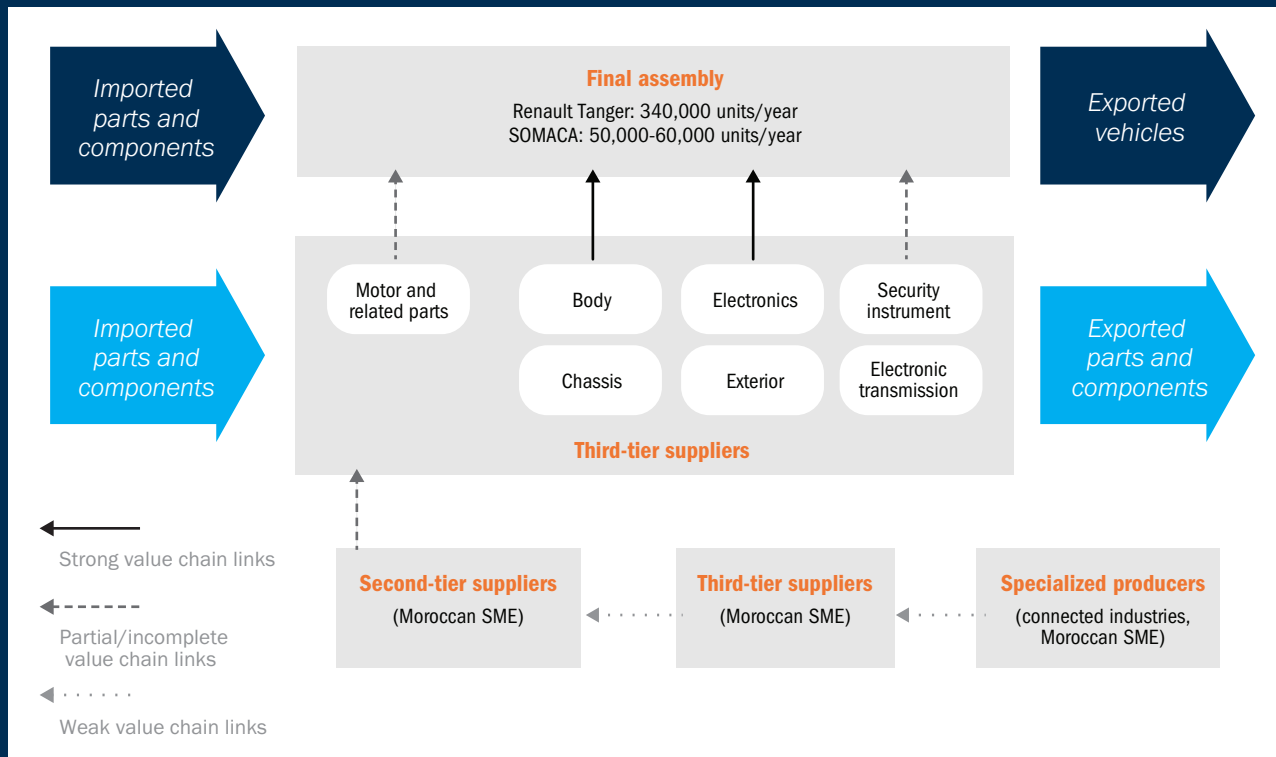 Imported
parts and
components
Final assembly
Renault Tanger: 340,000 units/year
SOMACA: 50,000-60,000 units/year
Exported
vehicles
Imported
parts and
components
Motor and
related parts
Body
Electronics
Security
instrument
Chassis
Exterior
Electronic
transmission
Third-tier suppliers
Exported
parts and
components
Strong value chain links
Partial/incomplete
value chain links
Weak value chain links
Second-tier suppliers
(Moroccan SME)
Third-tier suppliers
(Moroccan SME)
Specialized producers
(connected industries,
Moroccan SME)